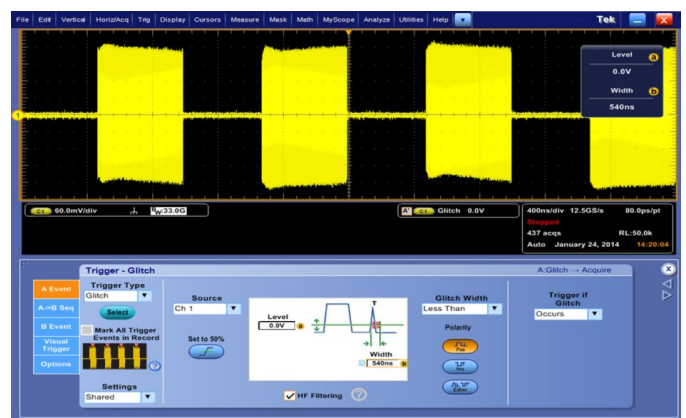 File Edit Vertical Horiz/Acq Trig Display Cursors Measure Mask Math MyScope Analyze Utilities Help Tek X
Level a
0.0V
Width b
540ns
1
C1 60.0mV/div BW:33.0G
A' C1 Glitch 0.0V
400ns/div 12.5GS/s 80.0ps/pt
Stopped
437 acqs RL:50.0k
Auto January 24, 2014 14:20:04
Trigger - Glitch A:Glitch → Acquire X
A Event
A->B Seq
B Event
Visual Trigger
Options
Trigger Type
Glitch
Select
Mark All Trigger
Events in Record
?
Settings
Shared
Source
Ch 1
Set to 50%
Level
0.0V a
T
Width
540ns b
HF Filtering ?
Glitch Width
Less Than
Polarity
Pos
Neg
Either
Trigger if
Glitch
Occurs